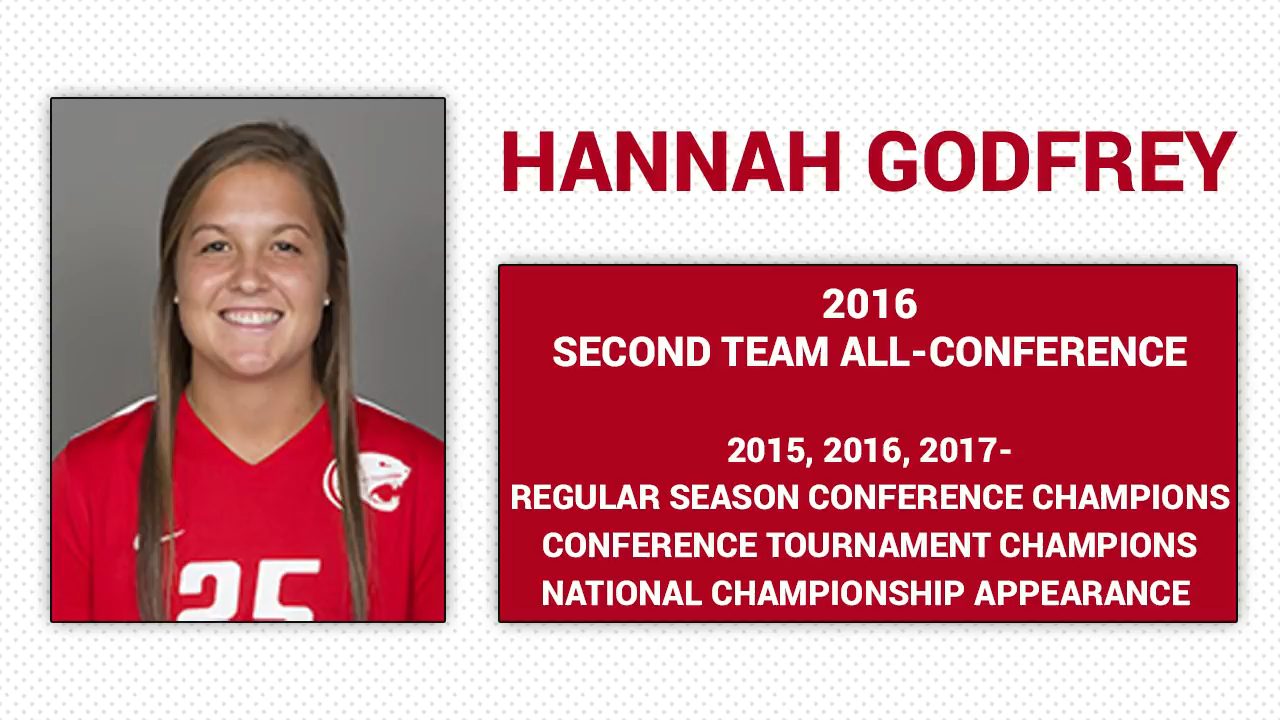 HANNAH GODFREY
2016
SECOND TEAM ALL-CONFERENCE
2015, 2016, 2017-
REGULAR SEASON CONFERENCE CHAMPIONS
CONFERENCE TOURNAMENT CHAMPIONS
NATIONAL CHAMPIONSHIP APPEARANCE
25